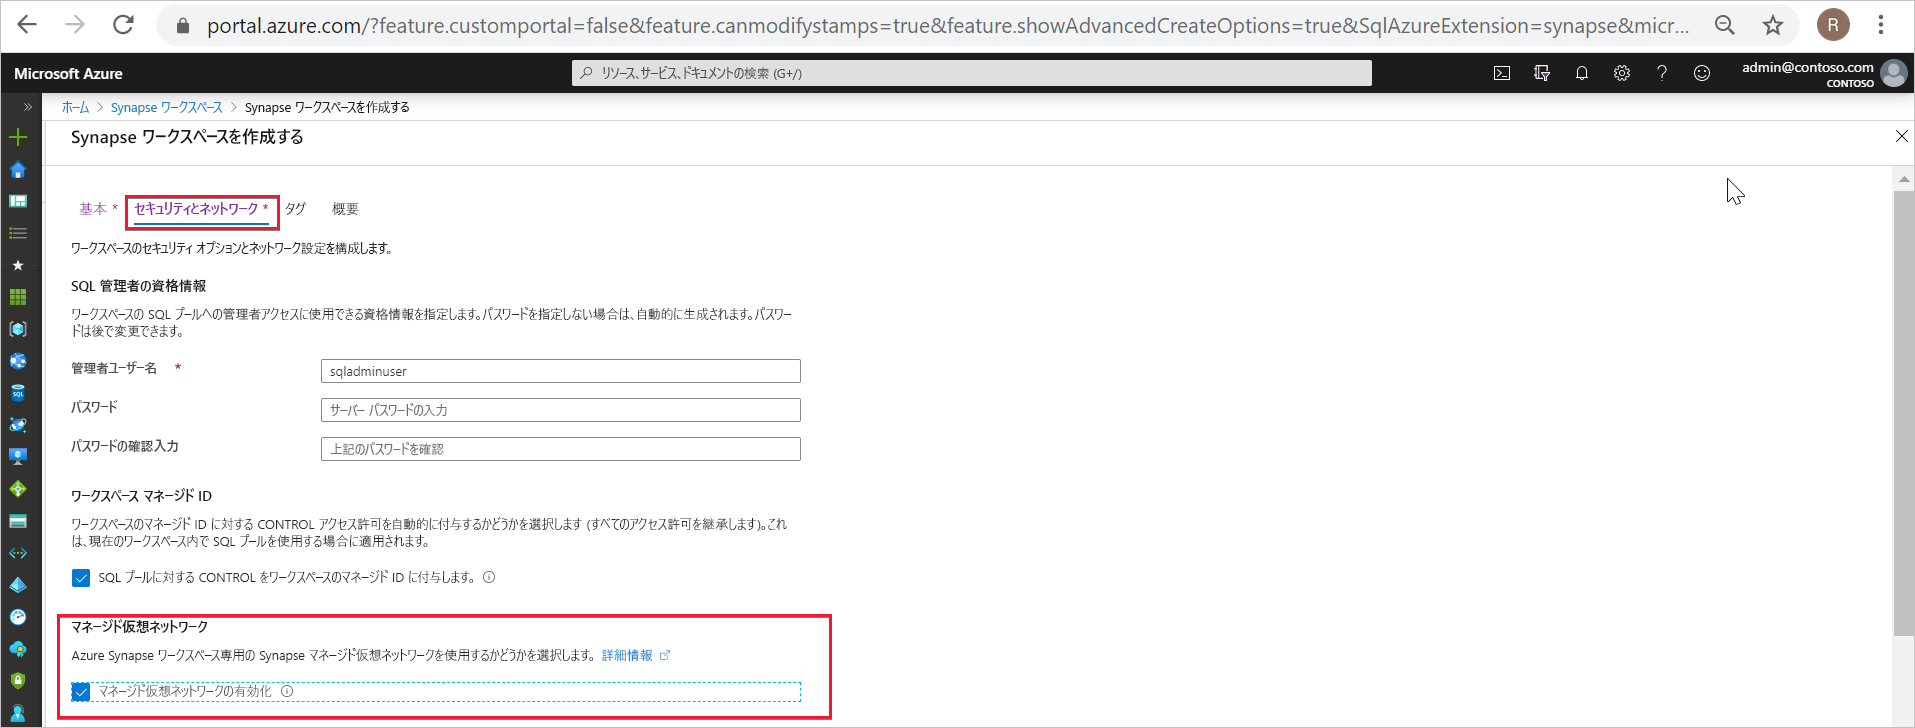 portal.azure.com/?feature.customportal=false&feature.canmodifystamps=true&feature.showAdvancedCreateOptions=true&SqlAzureExtension=synapse&micr...
R
Microsoft Azure
リソース、サービス、ドキュメントの検索 (G+/)
admin@contoso.com
CONTOSO
ホーム > Synapse ワークスペース > Synapse ワークスペースを作成する
Synapse ワークスペースを作成する
基本 * セキュリティとネットワーク * タグ 概要
ワークスペースのセキュリティ オプションとネットワーク設定を構成します。
SQL 管理者の資格情報
ワークスペースの SQL プールへの管理者アクセスに使用できる資格情報を指定します。パスワードを指定しない場合は、自動的に生成されます。パスワー
ドは後で変更できます。
管理者ユーザー名 *
sqladminuser
パスワード
サーバー パスワードの入力
パスワードの確認入力
上記のパスワードを確認
ワークスペース マネージド ID
ワークスペースのマネージド ID に対する CONTROL アクセス許可を自動的に付与するかどうかを選択します (すべてのアクセス許可を継承します)。これ
は、現在のワークスペース内で SQL プールを使用する場合に適用されます。
SQL プールに対する CONTROL をワークスペースのマネージド ID に付与します。
マネージド仮想ネットワーク
Azure Synapse ワークスペース専用の Synapse マネージド仮想ネットワークを使用するかどうかを選択します。 詳細情報
マネージド仮想ネットワークの有効化